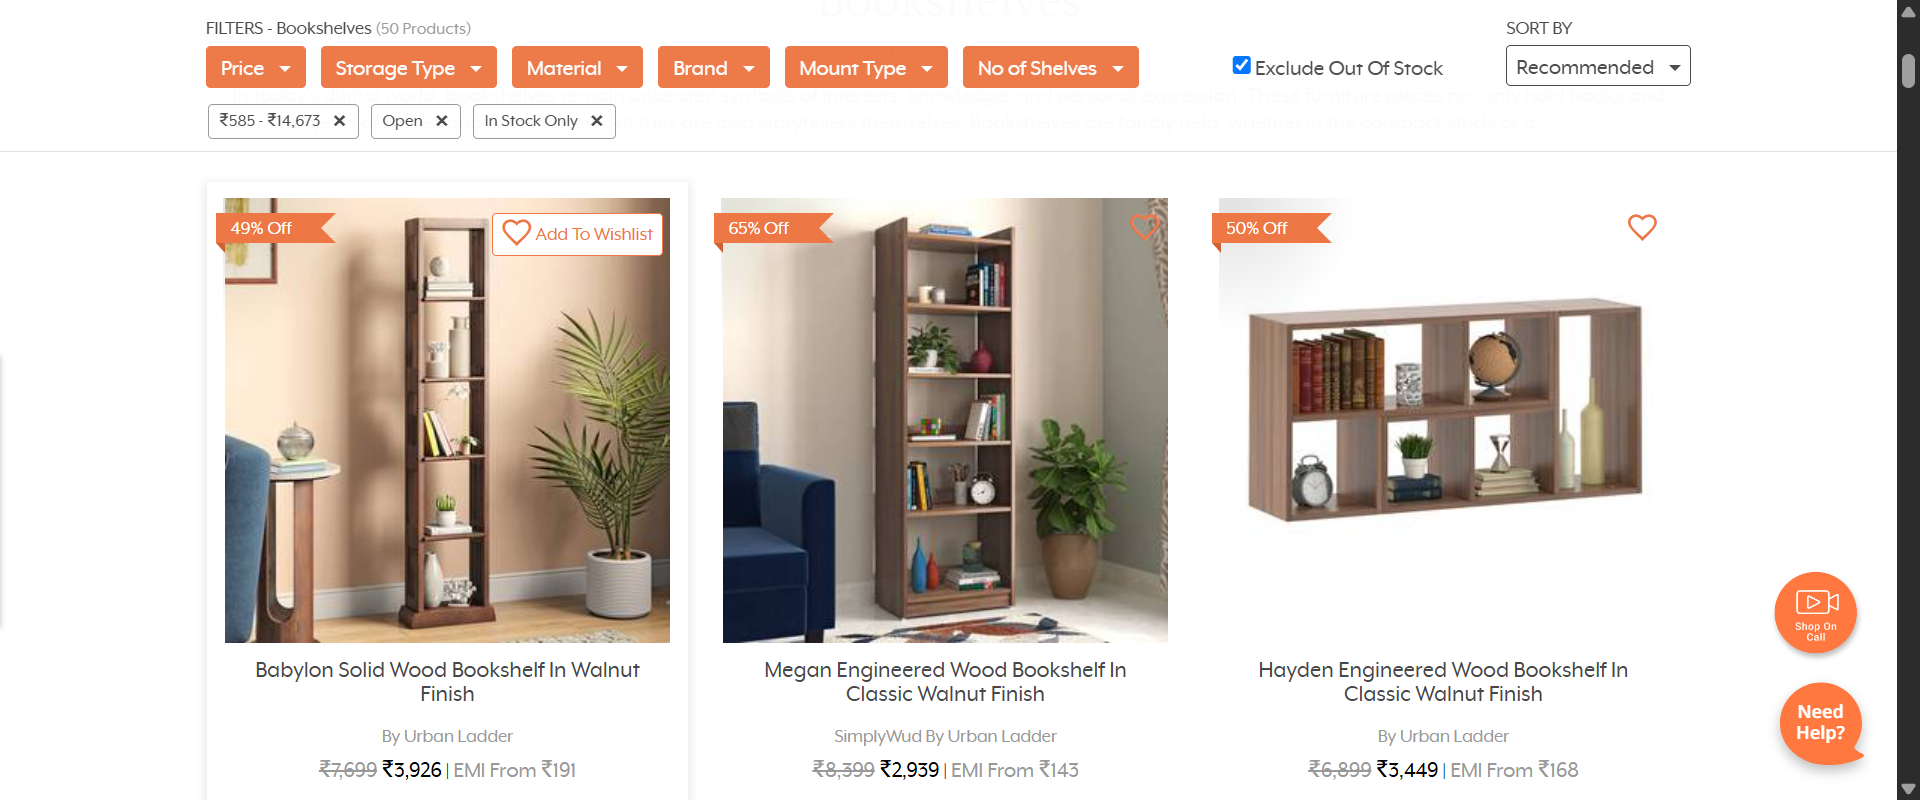 Bookshelves
FILTERS - Bookshelves (50 Products)
SORT BY
Price
Storage Type
Material
Brand
Mount Type
No of Shelves
Exclude Out Of Stock
Recommended
₹585 - ₹14,673 ✕
Open ✕
In Stock Only ✕
49% Off
Add To Wishlist
65% Off
50% Off
Babylon Solid Wood Bookshelf In Walnut
Finish
By Urban Ladder
₹7,699 ₹3,926 | EMI From ₹191
Megan Engineered Wood Bookshelf In
Classic Walnut Finish
SimplyWud By Urban Ladder
₹8,399 ₹2,939 | EMI From ₹143
Hayden Engineered Wood Bookshelf In
Classic Walnut Finish
By Urban Ladder
₹6,899 ₹3,449 | EMI From ₹168
Shop On
Call
Need
Help?